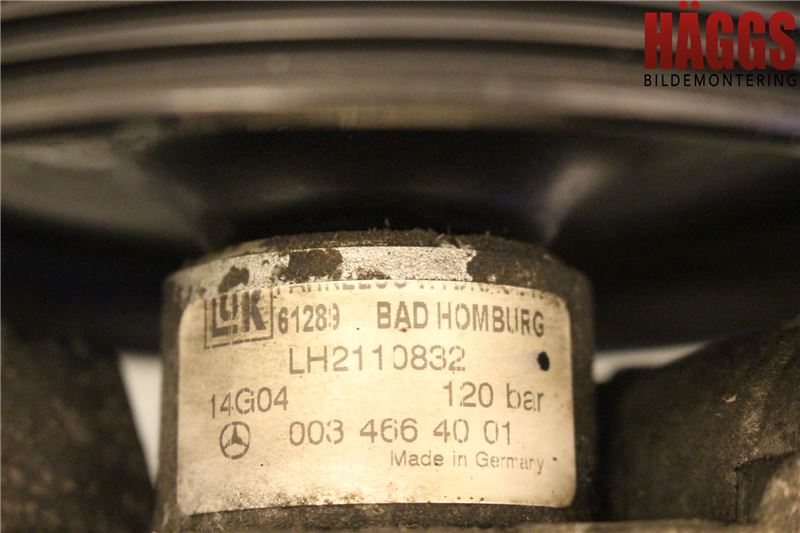 HÄGGS
BILDEMONTERING
LuK
61289 BAD HOMBURG
LH2110832
14G04 120 bar
003 466 40 01
Made in Germany